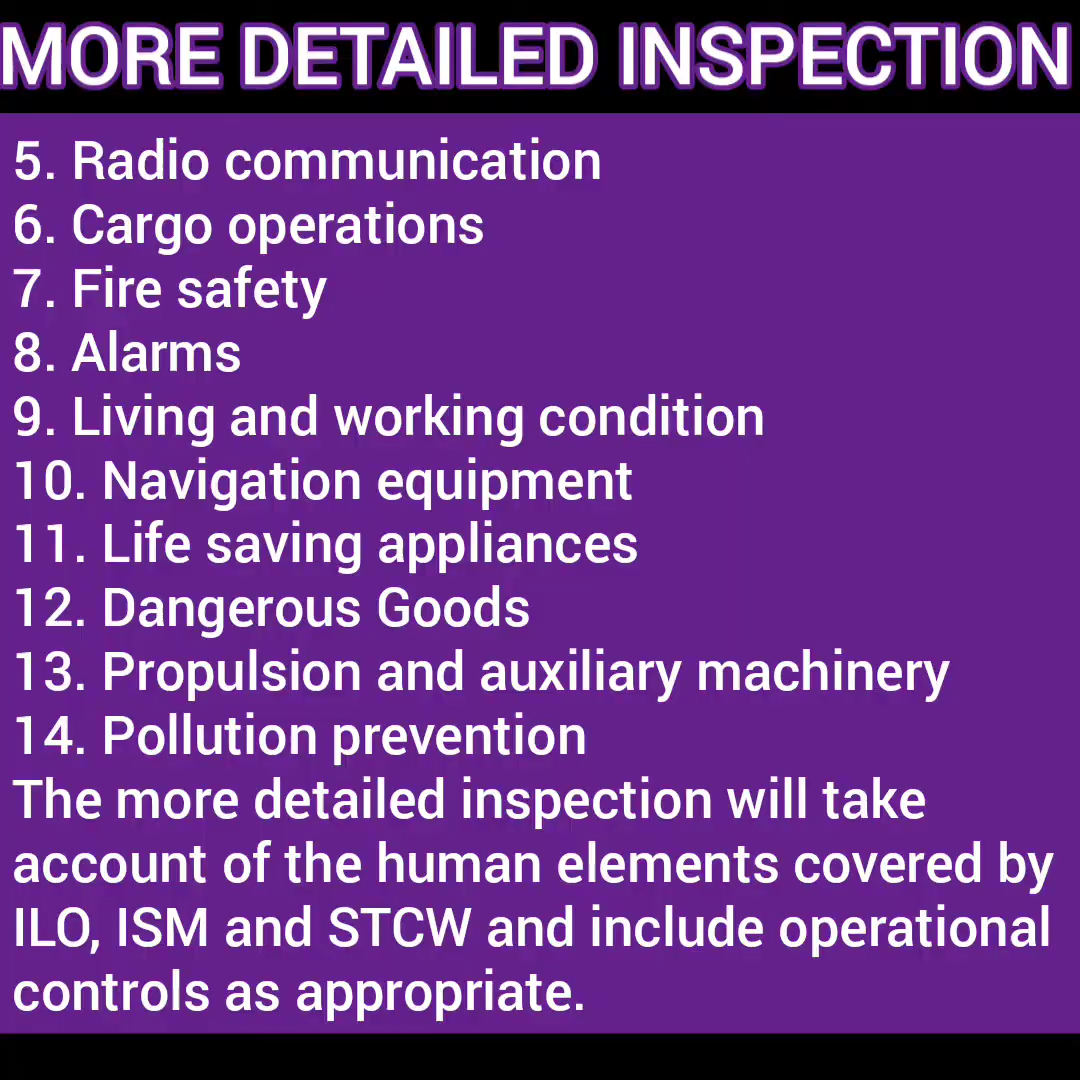 MORE DETAILED INSPECTION
5. Radio communication
6. Cargo operations
7. Fire safety
8. Alarms
9. Living and working condition
10. Navigation equipment
11. Life saving appliances
12. Dangerous Goods
13. Propulsion and auxiliary machinery
14. Pollution prevention
The more detailed inspection will take
account of the human elements covered by
ILO, ISM and STCW and include operational
controls as appropriate.